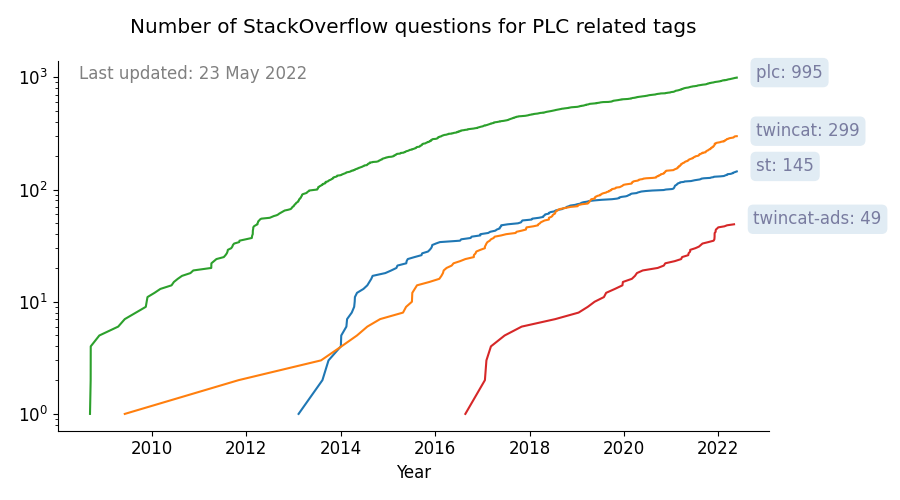 Number of StackOverflow questions for PLC related tags
Last updated: 23 May 2022
10³
10²
10¹
10⁰
plc: 995
twincat: 299
st: 145
twincat-ads: 49
2010 2012 2014 2016 2018 2020 2022
Year